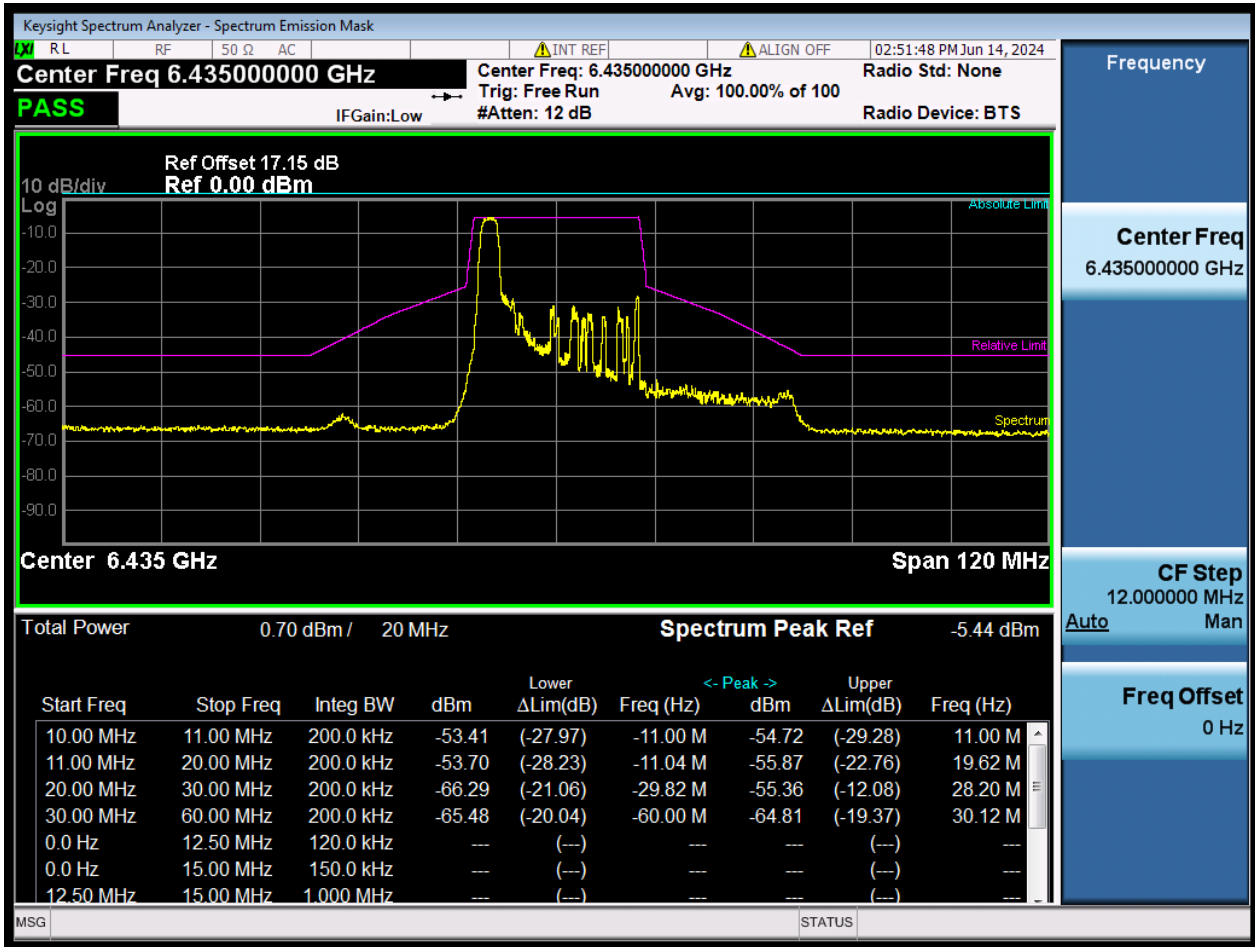 Keysight Spectrum Analyzer - Spectrum Emission Mask
LXI RL RF 50 Ω AC INT REF ALIGN OFF 02:51:48 PM Jun 14, 2024
Center Freq 6.435000000 GHz
PASS
IFGain:Low
Center Freq: 6.435000000 GHz
Trig: Free Run Avg: 100.00% of 100
#Atten: 12 dB
Radio Std: None
Radio Device: BTS
Ref Offset 17.15 dB
10 dB/div Ref 0.00 dBm
Log
Absolute Limit
-10.0
-20.0
-30.0
-40.0
Relative Limit
-50.0
-60.0
Spectrum
-70.0
-80.0
-90.0
Center 6.435 GHz Span 120 MHz
Total Power 0.70 dBm / 20 MHz Spectrum Peak Ref -5.44 dBm
Lower <- Peak -> Upper
Start Freq Stop Freq Integ BW dBm ΔLim(dB) Freq (Hz) dBm ΔLim(dB) Freq (Hz)
10.00 MHz 11.00 MHz 200.0 kHz -53.41 (-27.97) -11.00 M -54.72 (-29.28) 11.00 M
11.00 MHz 20.00 MHz 200.0 kHz -53.70 (-28.23) -11.04 M -55.87 (-22.76) 19.62 M
20.00 MHz 30.00 MHz 200.0 kHz -66.29 (-21.06) -29.82 M -55.36 (-12.08) 28.20 M
30.00 MHz 60.00 MHz 200.0 kHz -65.48 (-20.04) -60.00 M -64.81 (-19.37) 30.12 M
0.0 Hz 12.50 MHz 120.0 kHz --- (---) --- --- (---) ---
0.0 Hz 15.00 MHz 150.0 kHz --- (---) --- --- (---) ---
12.50 MHz 15.00 MHz 1.000 MHz --- (---) --- --- (---) ---
MSG STATUS
Frequency
Center Freq
6.435000000 GHz
CF Step
12.000000 MHz
Auto Man
Freq Offset
0 Hz